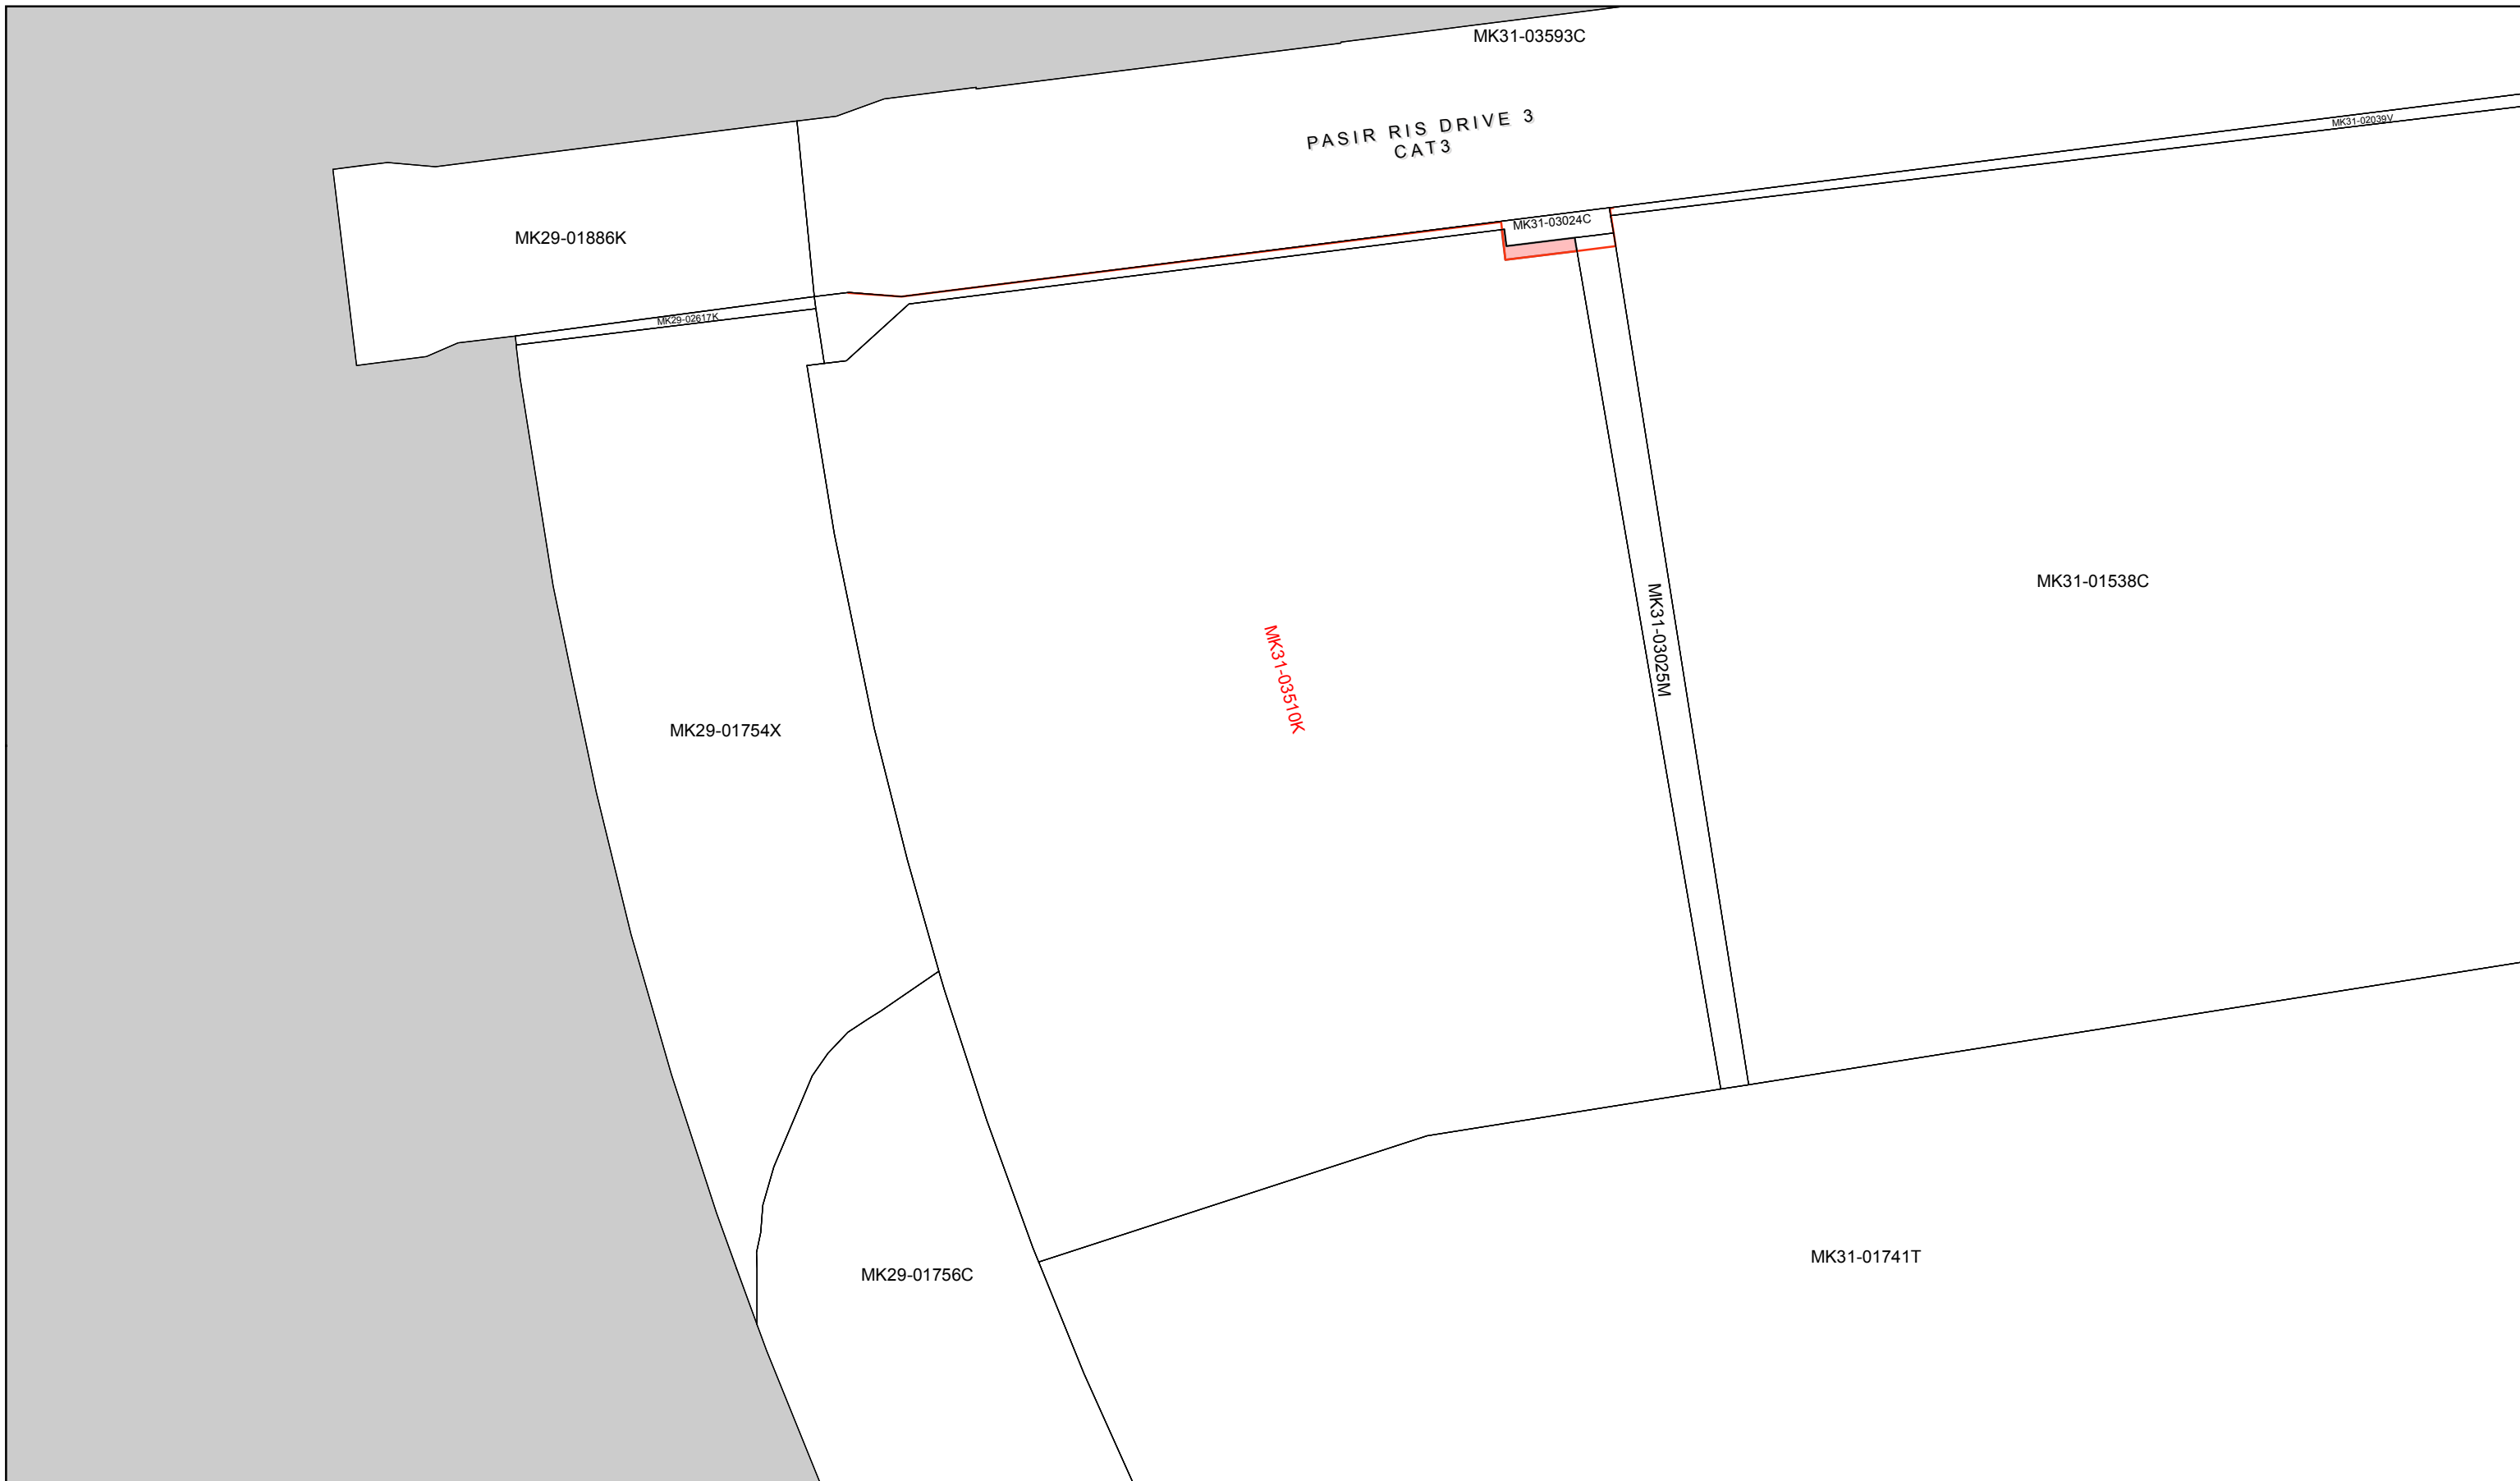 MK31-03593C
PASIR RIS DRIVE 3
CAT3
MK31-02039V
MK31-03024C
MK29-01886K
MK29-02617K
MK31-01538C
MK31-03025M
MK31-03510K
MK29-01754X
MK31-01741T
MK29-01756C